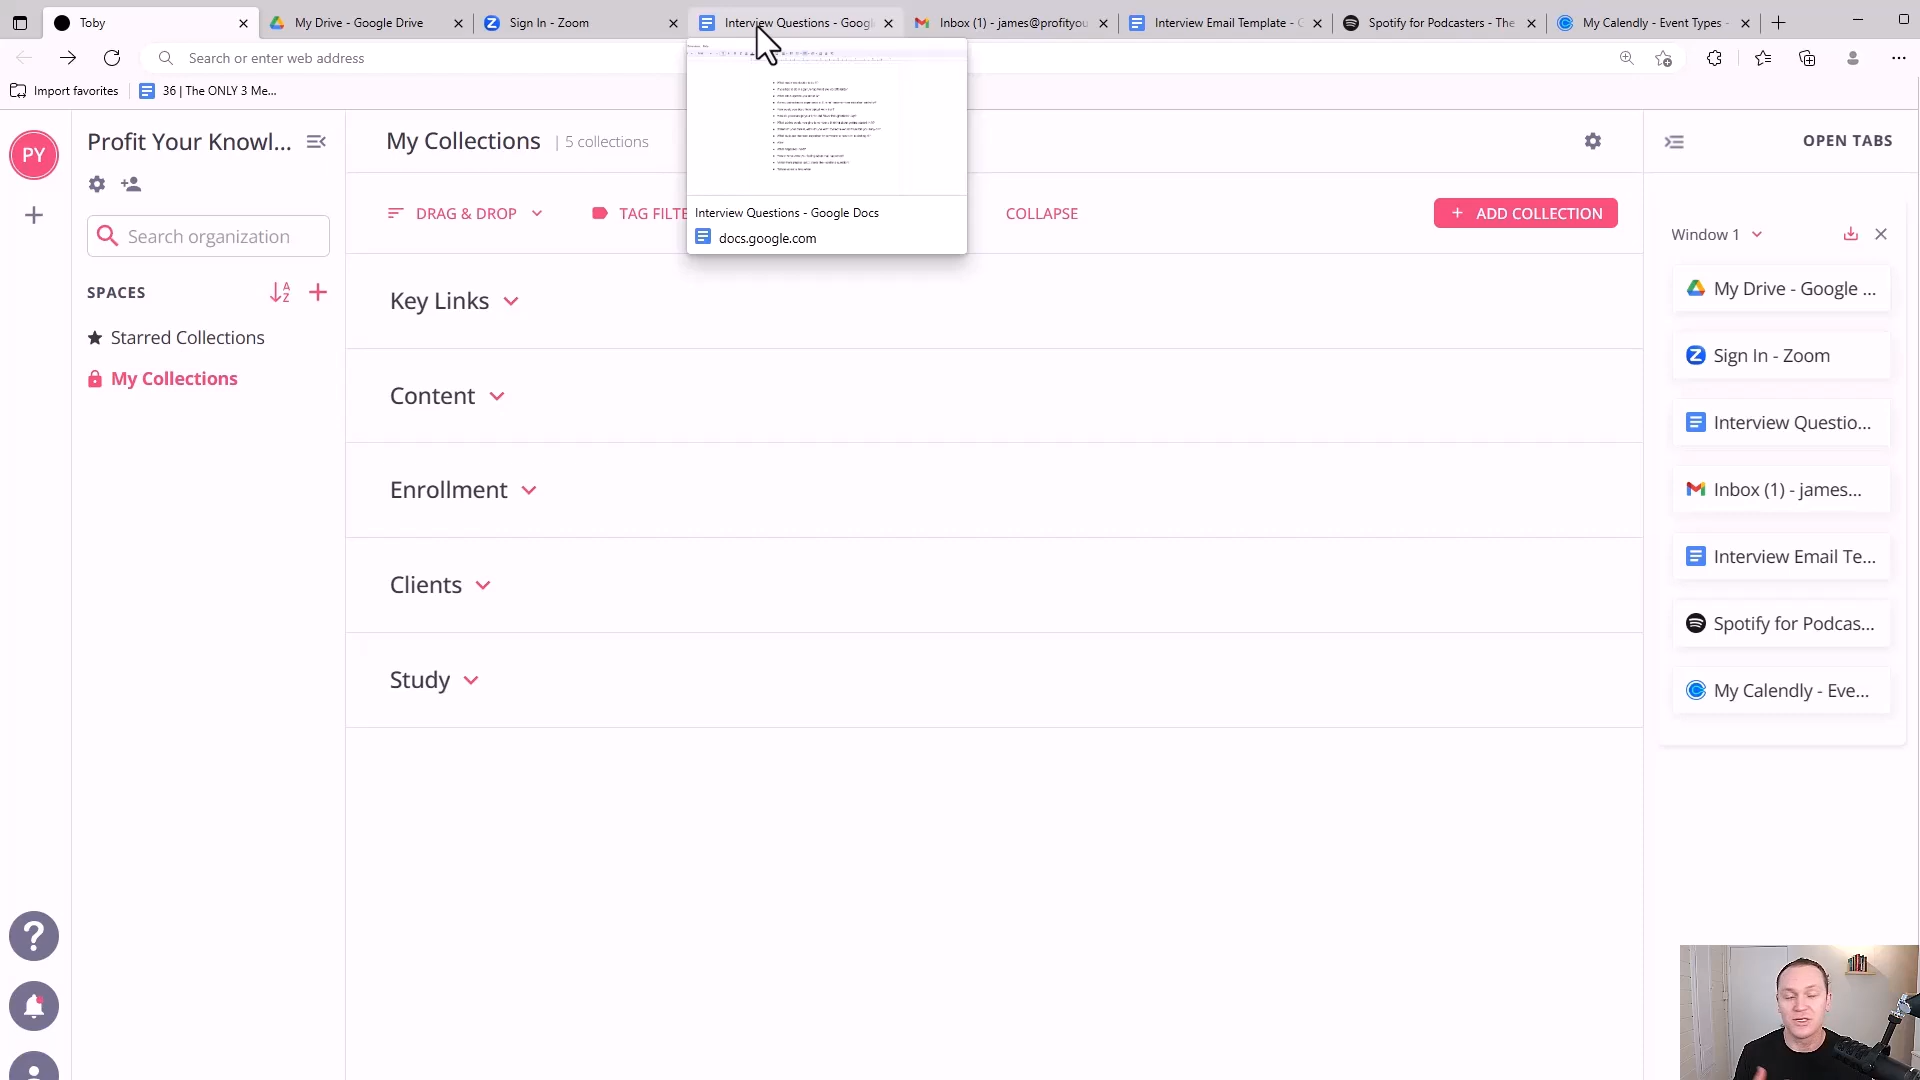 Toby
My Drive - Google Drive
Sign In - Zoom
Interview Questions - Googl
Inbox (1) - james@profityou
Interview Email Template - G
Spotify for Podcasters - The
My Calendly - Event Types -
Search or enter web address
Import favorites
36 | The ONLY 3 Me...
PY
Profit Your Knowl...
My Collections
| 5 collections
OPEN TABS
Search organization
DRAG & DROP
TAG FILTE
Interview Questions - Google Docs
docs.google.com
COLLAPSE
+ ADD COLLECTION
Window 1
SPACES
Starred Collections
My Collections
Key Links
Content
Enrollment
Clients
Study
My Drive - Google ...
Sign In - Zoom
Interview Questio...
Inbox (1) - james...
Interview Email Te...
Spotify for Podcas...
My Calendly - Eve...